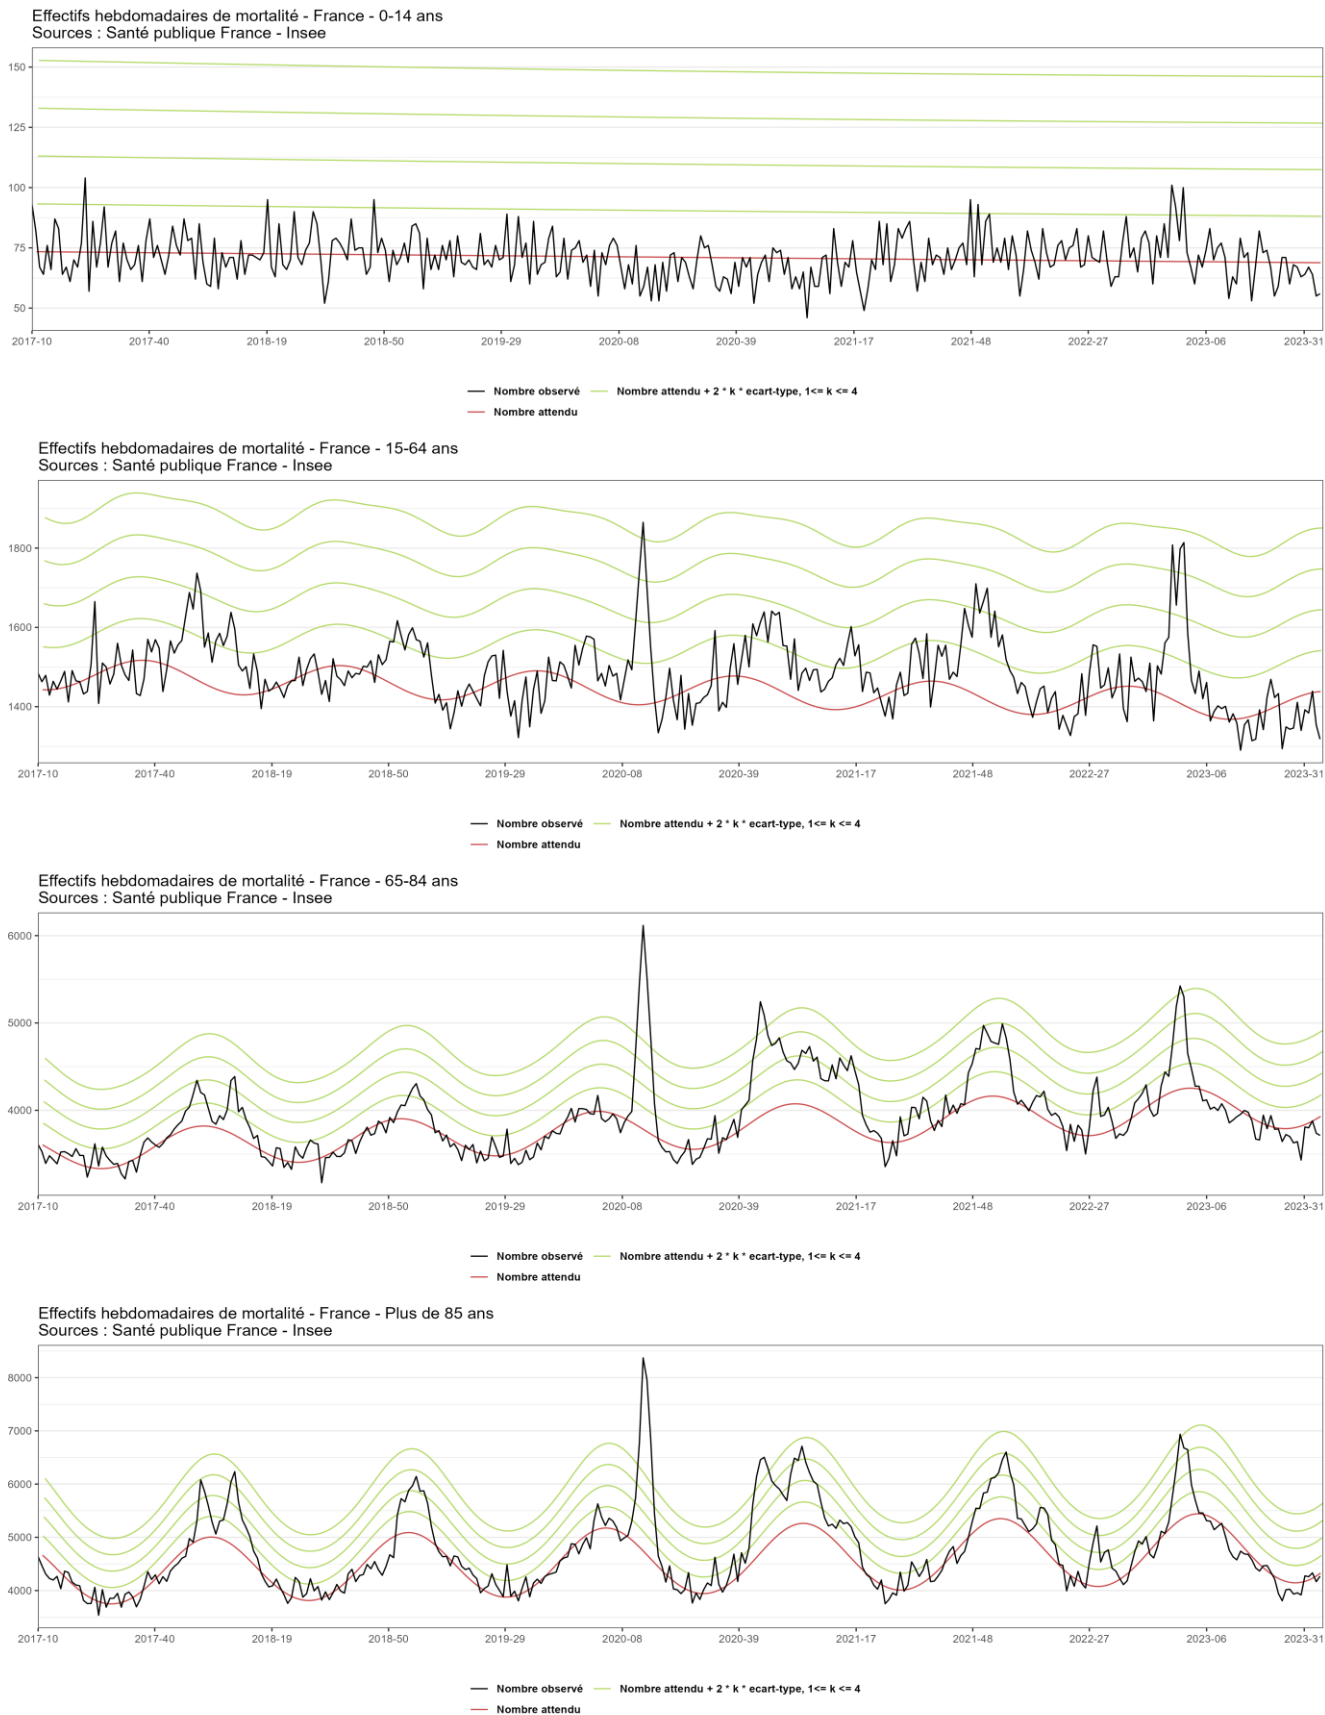 Effectifs hebdomadaires de mortalité - France - 0-14 ans
Sources : Santé publique France - Insee
150
125
100
75
50
2017-10 2017-40 2018-19 2018-50 2019-29 2020-08 2020-39 2021-17 2021-48 2022-27 2023-06 2023-31
Nombre observé Nombre attendu + 2 * k * ecart-type, 1<= k <= 4
Nombre attendu
Effectifs hebdomadaires de mortalité - France - 15-64 ans
Sources : Santé publique France - Insee
1800
1600
1400
2017-10 2017-40 2018-19 2018-50 2019-29 2020-08 2020-39 2021-17 2021-48 2022-27 2023-06 2023-31
Nombre observé Nombre attendu + 2 * k * ecart-type, 1<= k <= 4
Nombre attendu
Effectifs hebdomadaires de mortalité - France - 65-84 ans
Sources : Santé publique France - Insee
6000
5000
4000
2017-10 2017-40 2018-19 2018-50 2019-29 2020-08 2020-39 2021-17 2021-48 2022-27 2023-06 2023-31
Nombre observé Nombre attendu + 2 * k * ecart-type, 1<= k <= 4
Nombre attendu
Effectifs hebdomadaires de mortalité - France - Plus de 85 ans
Sources : Santé publique France - Insee
8000
7000
6000
5000
4000
2017-10 2017-40 2018-19 2018-50 2019-29 2020-08 2020-39 2021-17 2021-48 2022-27 2023-06 2023-31
Nombre observé Nombre attendu + 2 * k * ecart-type, 1<= k <= 4
Nombre attendu